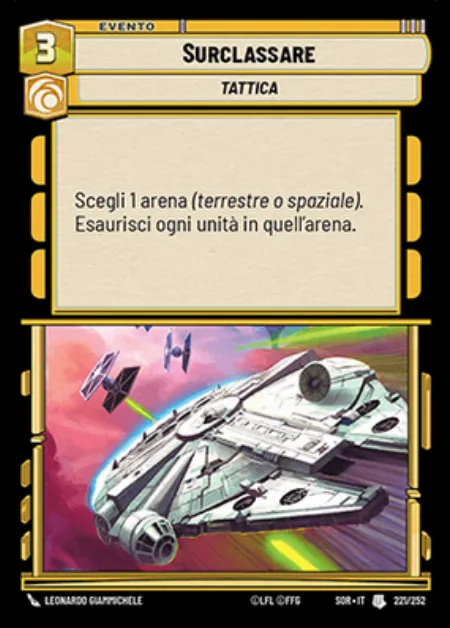 EVENTO
3
SURCLASSARE
TATTICA
Scegli 1 arena (terrestre o spaziale).
Esaurisci ogni unità in quell'arena.
LEONARDO GIAMMICHELE
©LFL ©FFG
SOR • IT
221/252